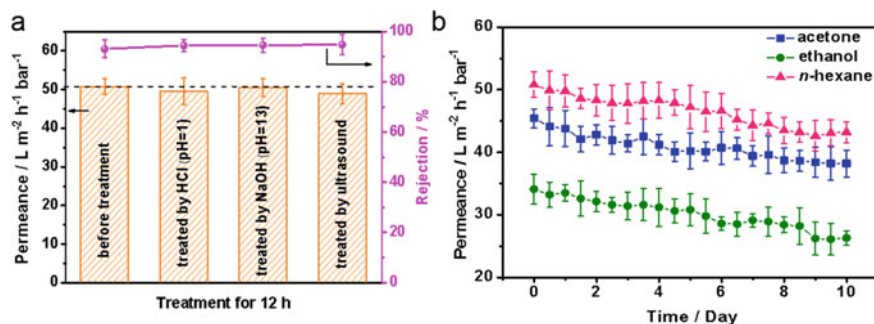 a
Permeance / L m⁻² h⁻¹ bar⁻¹
60
50
40
30
20
10
0
before treatment
treated by HCl (pH=1)
treated by NaOH (pH=13)
treated by ultrasound
100
80
60
40
20
0
Rejection / %
Treatment for 12 h
b
Permeance / L m⁻² h⁻¹ bar⁻¹
60
50
40
30
20
acetone
ethanol
n-hexane
0 2 4 6 8 10
Time / Day